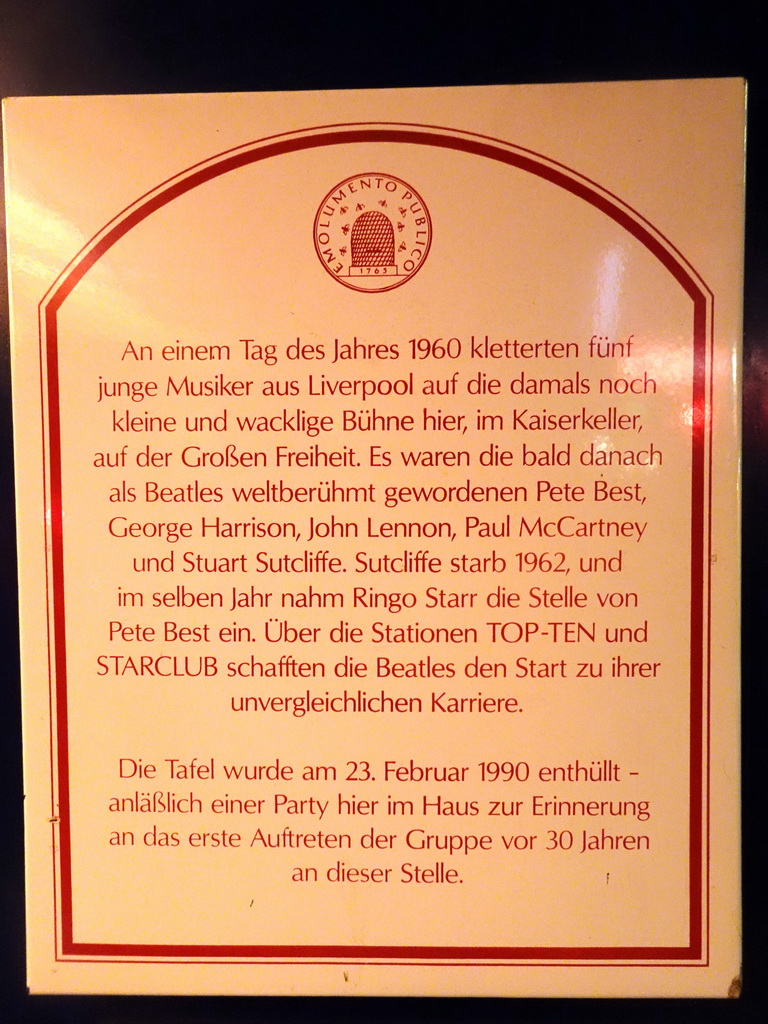 EMOLUMENTO PUBLICO
1765
An einem Tag des Jahres 1960 kletterten fünf
junge Musiker aus Liverpool auf die damals noch
kleine und wacklige Bühne hier, im Kaiserkeller,
auf der Großen Freiheit. Es waren die bald danach
als Beatles weltberühmt gewordenen Pete Best,
George Harrison, John Lennon, Paul McCartney
und Stuart Sutcliffe. Sutcliffe starb 1962, und
im selben Jahr nahm Ringo Starr die Stelle von
Pete Best ein. Über die Stationen TOP-TEN und
STARCLUB schafften die Beatles den Start zu ihrer
unvergleichlichen Karriere.
Die Tafel wurde am 23. Februar 1990 enthüllt -
anläßlich einer Party hier im Haus zur Erinnerung
an das erste Auftreten der Gruppe vor 30 Jahren
an dieser Stelle.